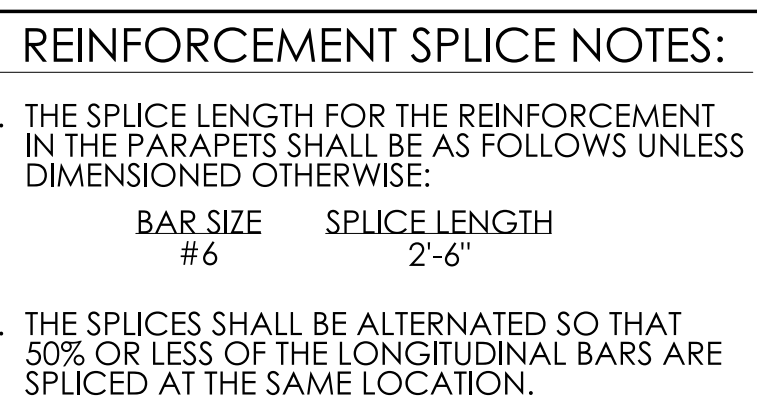 REINFORCEMENT SPLICE NOTES:
. THE SPLICE LENGTH FOR THE REINFORCEMENT
IN THE PARAPETS SHALL BE AS FOLLOWS UNLESS
DIMENSIONED OTHERWISE:
BAR SIZE SPLICE LENGTH
#6 2'-6"
. THE SPLICES SHALL BE ALTERNATED SO THAT
50% OR LESS OF THE LONGITUDINAL BARS ARE
SPLICED AT THE SAME LOCATION.